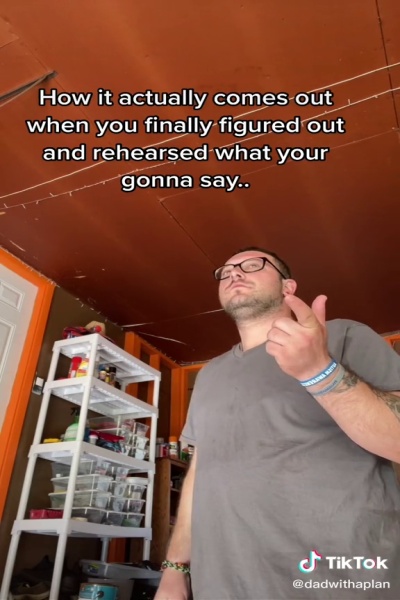 How it actually comes out
when you finally figured out
and rehearsed what your
gonna say..
TikTok
@dadwithaplan